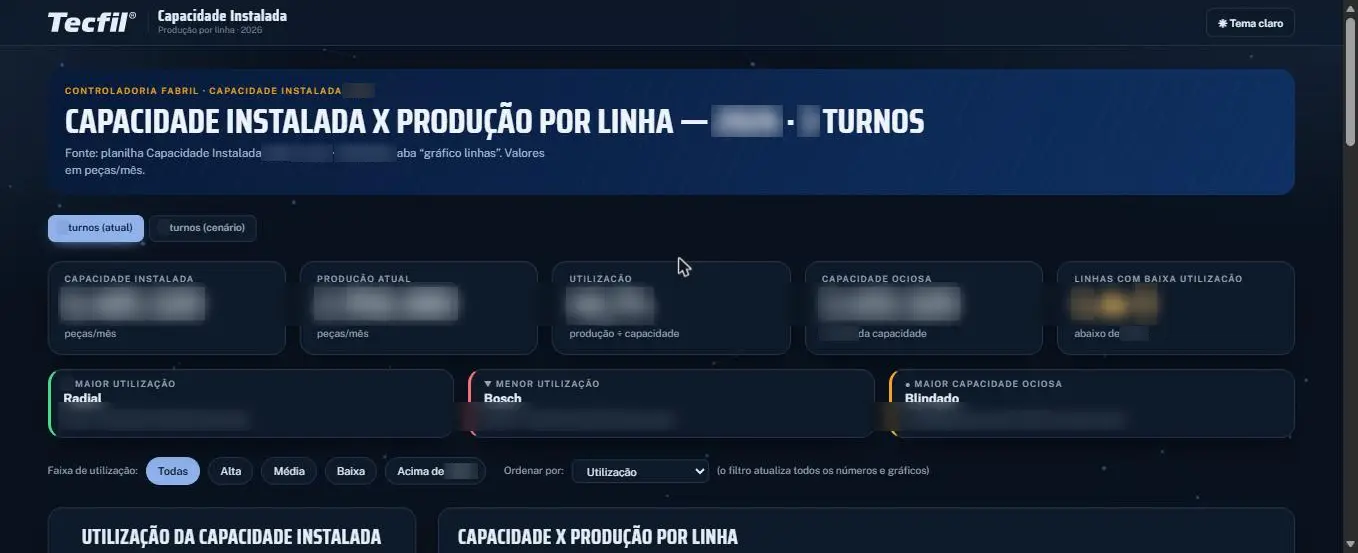 Tecfil®
Capacidade Instalada
Produção por linha · 2026
Tema claro
CONTROLADORIA FABRIL · CAPACIDADE INSTALADA
CAPACIDADE INSTALADA X PRODUÇÃO POR LINHA — · TURNOS
Fonte: planilha Capacidade Instalada · aba “gráfico linhas”. Valores
em peças/mês.
turnos (atual)
turnos (cenário)
CAPACIDADE INSTALADA
peças/mês
PRODUÇÃO ATUAL
peças/mês
UTILIZAÇÃO
produção ÷ capacidade
CAPACIDADE OCIOSA
da capacidade
LINHAS COM BAIXA UTILIZAÇÃO
abaixo de
MAIOR UTILIZAÇÃO
Radial
▼ MENOR UTILIZAÇÃO
Bosch
● MAIOR CAPACIDADE OCIOSA
Blindado
Faixa de utilização: Todas Alta Média Baixa Acima de Ordenar por: Utilização (o filtro atualiza todos os números e gráficos)
UTILIZAÇÃO DA CAPACIDADE INSTALADA
CAPACIDADE X PRODUÇÃO POR LINHA